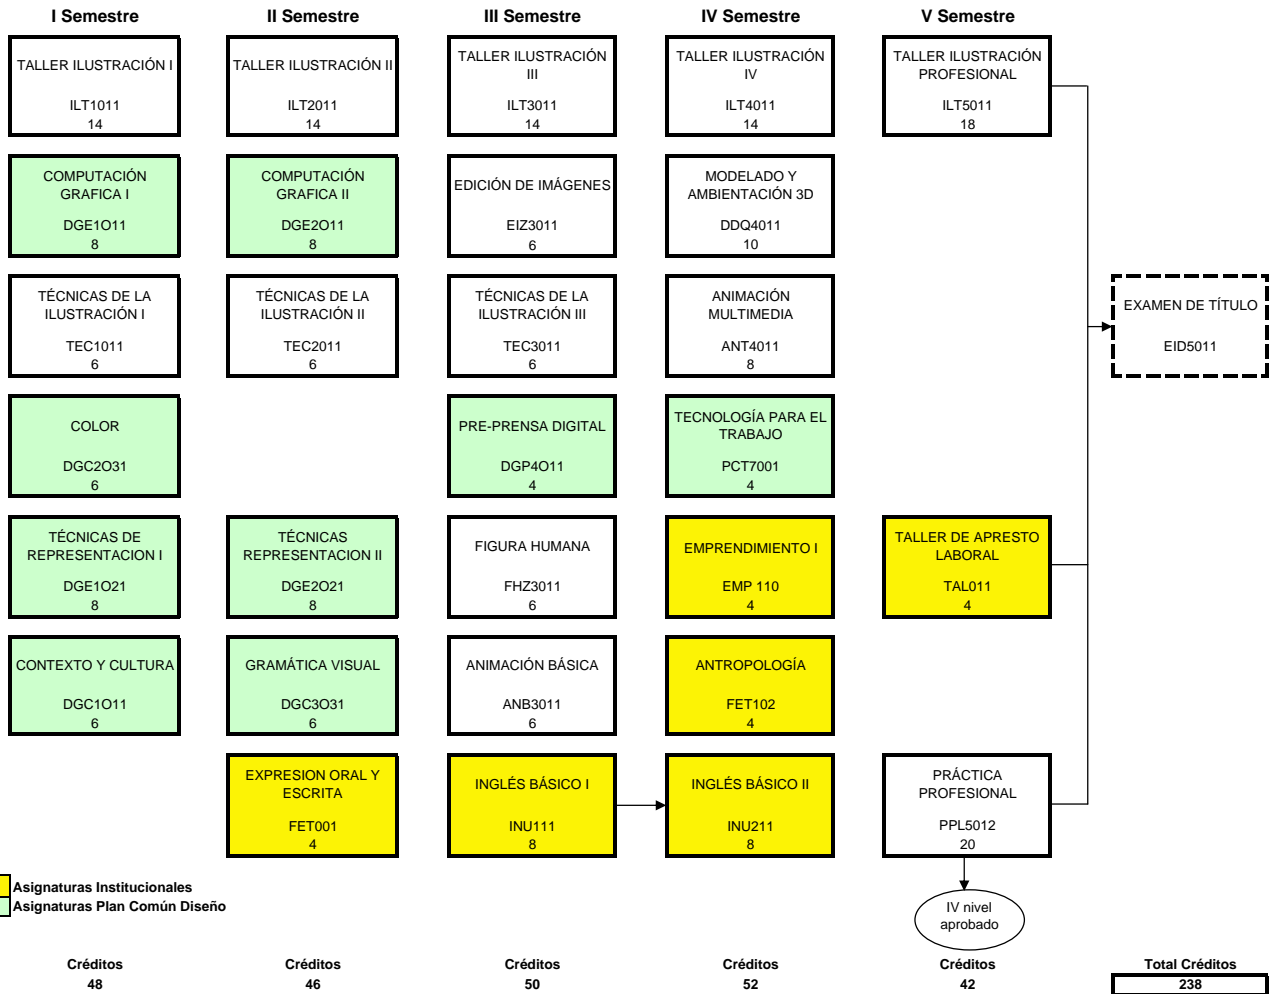 I Semestre
II Semestre
III Semestre
IV Semestre
V Semestre
TALLER ILUSTRACIÓN I
ILT1011
14
TALLER ILUSTRACIÓN II
ILT2011
14
TALLER ILUSTRACIÓN
III
ILT3011
14
TALLER ILUSTRACIÓN
IV
ILT4011
14
TALLER ILUSTRACIÓN
PROFESIONAL
ILT5011
18
COMPUTACIÓN
GRAFICA I
DGE1O11
8
COMPUTACIÓN
GRAFICA II
DGE2O11
8
EDICIÓN DE IMÁGENES
EIZ3011
6
MODELADO Y
AMBIENTACIÓN 3D
DDQ4011
10
TÉCNICAS DE LA
ILUSTRACIÓN I
TEC1011
6
TÉCNICAS DE LA
ILUSTRACIÓN II
TEC2011
6
TÉCNICAS DE LA
ILUSTRACIÓN III
TEC3011
6
ANIMACIÓN
MULTIMEDIA
ANT4011
8
EXAMEN DE TÍTULO
EID5011
COLOR
DGC2O31
6
PRE-PRENSA DIGITAL
DGP4O11
4
TECNOLOGÍA PARA EL
TRABAJO
PCT7001
4
TÉCNICAS DE
REPRESENTACION I
DGE1O21
8
TÉCNICAS
REPRESENTACION II
DGE2O21
8
FIGURA HUMANA
FHZ3011
6
EMPRENDIMIENTO I
EMP 110
4
TALLER DE APRESTO
LABORAL
TAL011
4
CONTEXTO Y CULTURA
DGC1O11
6
GRAMÁTICA VISUAL
DGC3O31
6
ANIMACIÓN BÁSICA
ANB3011
6
ANTROPOLOGÍA
FET102
4
EXPRESION ORAL Y
ESCRITA
FET001
4
INGLÉS BÁSICO I
INU111
8
INGLÉS BÁSICO II
INU211
8
PRÁCTICA
PROFESIONAL
PPL5012
20
Asignaturas Institucionales
Asignaturas Plan Común Diseño
IV nivel
aprobado
Créditos
48
Créditos
46
Créditos
50
Créditos
52
Créditos
42
Total Créditos
238